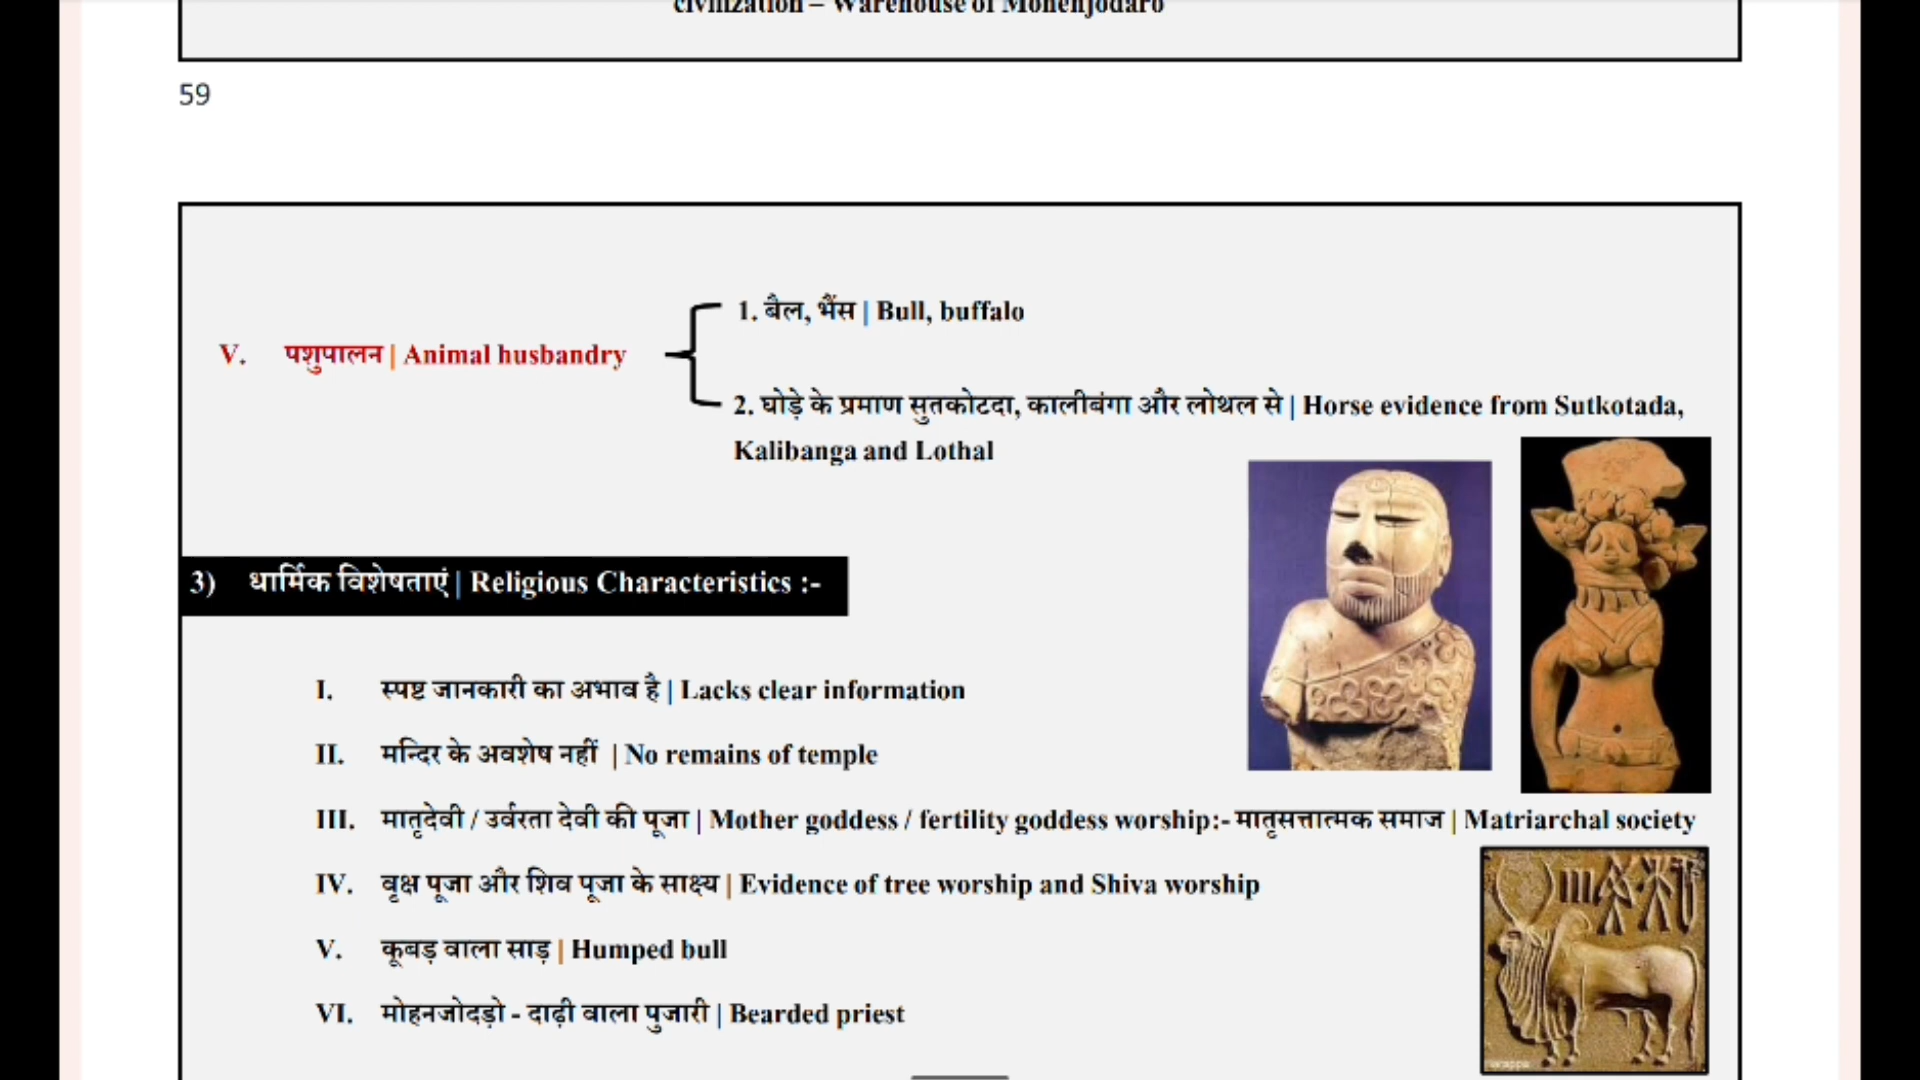 civilization – Warehouse of Mohenjodaro
59
1. बैल, भैंस | Bull, buffalo
V. पशुपालन | Animal husbandry
2. घोड़े के प्रमाण सुतकोटदा, कालीबंगा और लोथल से | Horse evidence from Sutkotada,
Kalibanga and Lothal
3) धार्मिक विशेषताएं | Religious Characteristics :-
I. स्पष्ट जानकारी का अभाव है | Lacks clear information
II. मन्दिर के अवशेष नहीं | No remains of temple
III. मातृदेवी / उर्वरता देवी की पूजा | Mother goddess / fertility goddess worship:- मातृसत्तात्मक समाज | Matriarchal society
IV. वृक्ष पूजा और शिव पूजा के साक्ष्य | Evidence of tree worship and Shiva worship
V. कूबड़ वाला साड़ | Humped bull
VI. मोहनजोदड़ो - दाढ़ी वाला पुजारी | Bearded priest